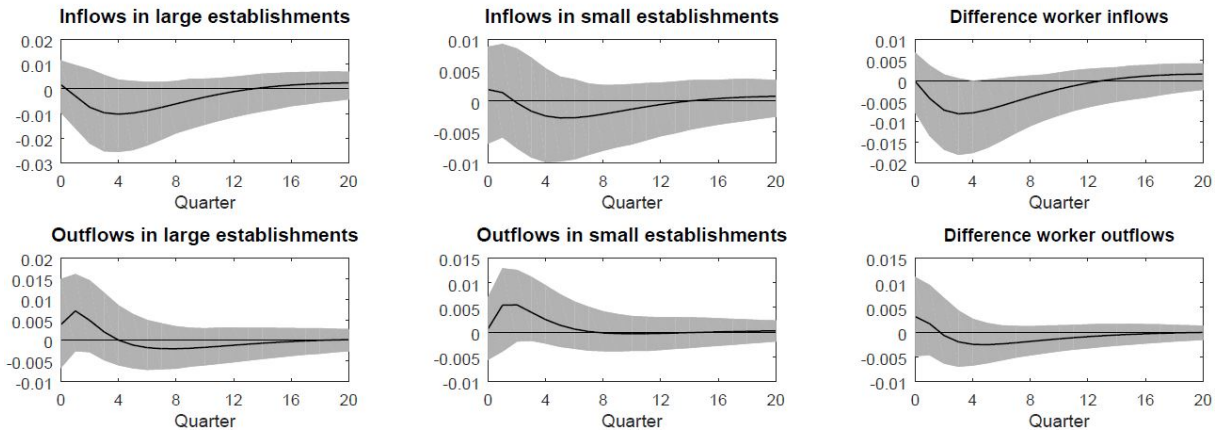 Inflows in large establishments
0.02
0.01
0
-0.01
-0.02
-0.03
0 4 8 12 16 20
Quarter
Inflows in small establishments
0.01
0.005
0
-0.005
-0.01
0 4 8 12 16 20
Quarter
Difference worker inflows
0.01
0.005
0
-0.005
-0.01
-0.015
-0.02
0 4 8 12 16 20
Quarter
Outflows in large establishments
0.02
0.015
0.01
0.005
0
-0.005
-0.01
0 4 8 12 16 20
Quarter
Outflows in small establishments
0.015
0.01
0.005
0
-0.005
-0.01
0 4 8 12 16 20
Quarter
Difference worker outflows
0.015
0.01
0.005
0
-0.005
-0.01
0 4 8 12 16 20
Quarter